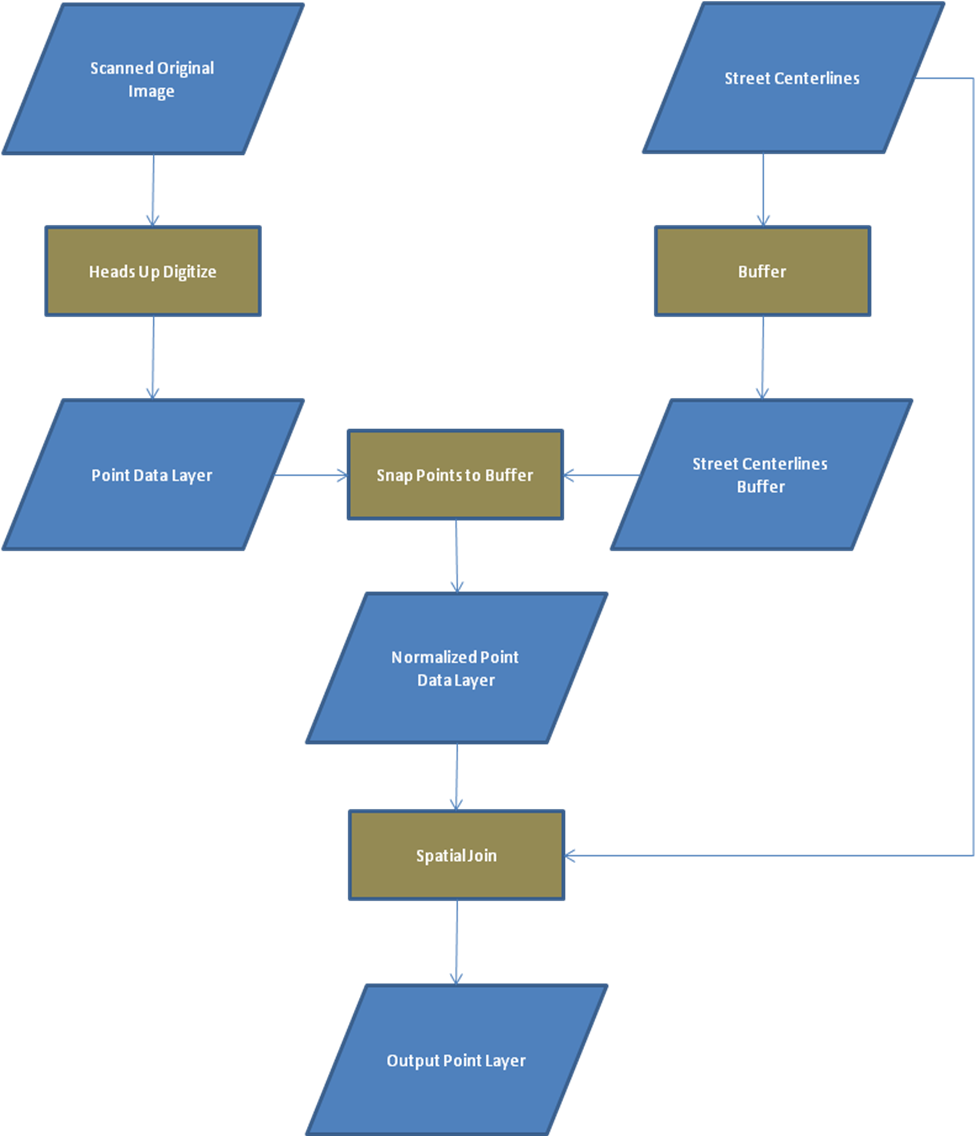 Scanned Original
Image
Street Centerlines
Heads Up Digitize
Buffer
Point Data Layer
Snap Points to Buffer
Street Centerlines
Buffer
Normalized Point
Data Layer
Spatial Join
Output Point Layer